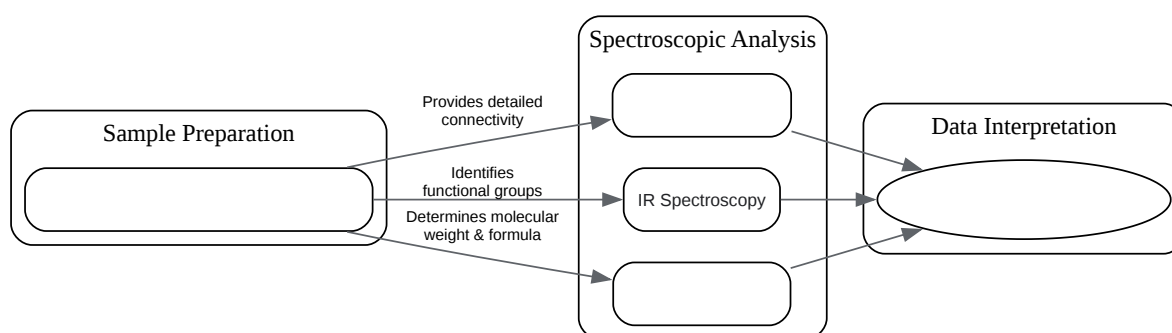 Spectroscopic Analysis
Provides detailed
connectivity
Sample Preparation
Data Interpretation
Identifies
functional groups
IR Spectroscopy
Determines molecular
weight & formula